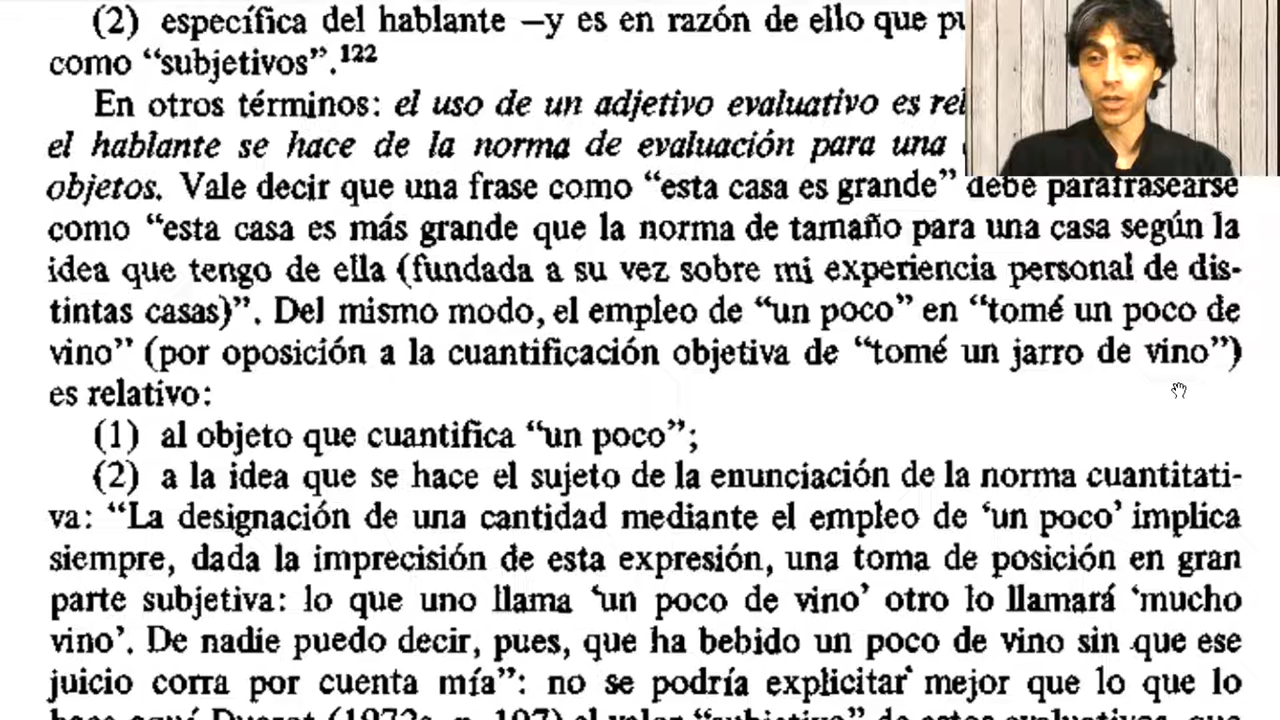 (2) específica del hablante —y es en razón de ello que
como “subjetivos”.¹²²
En otros términos: el uso de un adjetivo evaluativo es
el hablante se hace de la norma de evaluación para una
objetos. Vale decir que una frase como “esta casa es grande” debe parafrasearse
como “esta casa es más grande que la norma de tamaño para una casa según la
idea que tengo de ella (fundada a su vez sobre mi experiencia personal de dis-
tintas casas)”. Del mismo modo, el empleo de “un poco” en “tomé un poco de
vino” (por oposición a la cuantificación objetiva de “tomé un jarro de vino”)
es relativo:
(1) al objeto que cuantifica “un poco”;
(2) a la idea que se hace el sujeto de la enunciación de la norma cuantitati-
va: “La designación de una cantidad mediante el empleo de ‘un poco’ implica
siempre, dada la imprecisión de esta expresión, una toma de posición en gran
parte subjetiva: lo que uno llama ‘un poco de vino’ otro lo llamará ‘mucho
vino’. De nadie puedo decir, pues, que ha bebido un poco de vino sin que ese
juicio corra por cuenta mía”: no se podría explicitar mejor que lo que lo